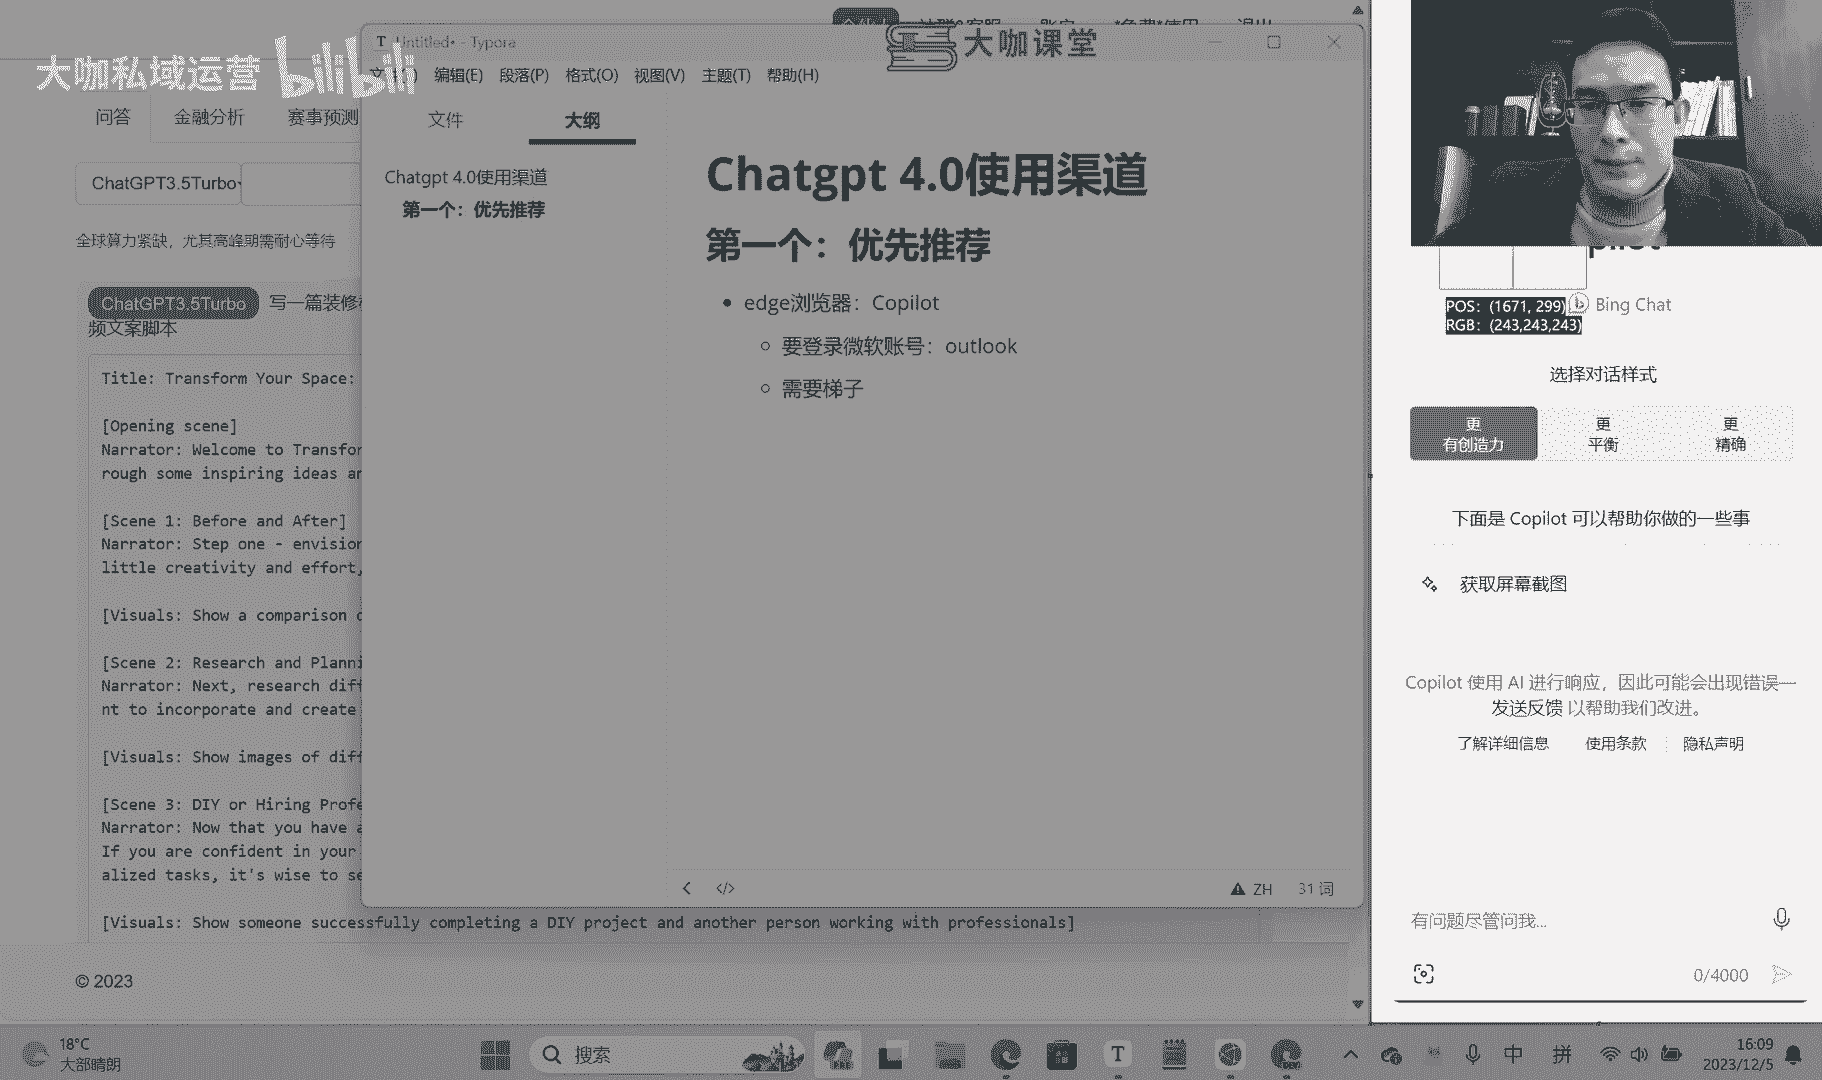 大咖私域运营 bilibili
大咖课堂
Untitled• - Typora
编辑(E) 段落(P) 格式(O) 视图(V) 主题(T) 帮助(H)
问答 金融分析 赛事预测
文件 大纲
ChatGPT3.5Turbo
全球算力紧缺，尤其高峰期需耐心等待
Chatgpt 4.0使用渠道
第一个：优先推荐
Chatgpt 4.0使用渠道
第一个：优先推荐
edge浏览器：Copilot
要登录微软账号：outlook
需要梯子
ChatGPT3.5Turbo 写一篇装修
频文案脚本
Title: Transform Your Space:
[Opening scene]
Narrator: Welcome to Transfor
rough some inspiring ideas an
[Scene 1: Before and After]
Narrator: Step one - envision
little creativity and effort,
[Visuals: Show a comparison
[Scene 2: Research and Planni
Narrator: Next, research diff
nt to incorporate and create
[Visuals: Show images of diff
[Scene 3: DIY or Hiring Profe
Narrator: Now that you have a
If you are confident in your
alized tasks, it's wise to se
[Visuals: Show someone successfully completing a DIY project and another person working with professionals]
ZH 31 词
© 2023
POS: (1671, 299)
RGB: (243,243,243)
Bing Chat
选择对话样式
更
有创造力
更
平衡
更
精确
下面是 Copilot 可以帮助你做的一些事
获取屏幕截图
Copilot 使用 AI 进行响应，因此可能会出现错误—
发送反馈 以帮助我们改进。
了解详细信息 使用条款 隐私声明
有问题尽管问我...
0/4000
18°C
大部晴朗
搜索
中 拼
16:09
2023/12/5